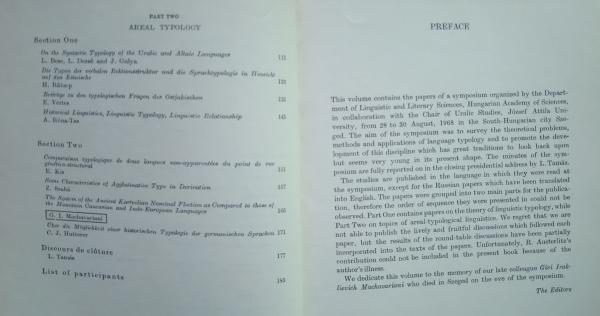 PART TWO
AREAL TYPOLOGY
Section One
On the Syntactic Typology of the Uralic and Altaic Languages
L. Bese, L. Dezső and J. Gulya 111
Die Typen der verbalen Rektionsstruktur und die Sprachtypologie in Hinsicht
auf das Estnische
H. Rätsep
Beiträge zu den typologischen Fragen des Ostjakischen
E. Vértes 135
Historical Linguistics, Linguistic Typology, Linguistic Relationship
A. Róna-Tas 145
Section Two
Comparaison typologique de deux langues non-apparentées du point de vue
génético-structural
E. Kis 151
Some Characteristics of Agglutinative Type in Derivation
Z. Szabó 157
The System of the Ancient Kartvelian Nominal Flection as Compared to those of
the Mountain Caucasian and Indo-European Languages
G. I. Machavariani 165
Über die Möglichkeit einer historischen Typologie der germanischen Sprachen
C. J. Hutterer 171
Discours de clôture
L. Tamás 177
List of participants 183
PREFACE
This volume contains the papers of a symposium organized by the Depart-
ment of Linguistic and Literary Sciences, Hungarian Academy of Sciences,
in collaboration with the Chair of Uralic Studies, József Attila Uni-
versity, from 28 to 30 August, 1968 in the South-Hungarian city Sze-
ged. The aim of the symposium was to survey the theoretical problems,
methods and applications of language typology and to promote the deve-
lopment of this discipline which has great traditions to look back upon
but seems very young in its present shape. The minutes of the sym-
posium are fully reported on in the closing presidential address by L. Tamás.
The studies are published in the language in which they were read at
the symposium, except for the Russian papers which have been translated
into English. The papers were grouped into two main parts for the publica-
tion, therefore the order of sequence they were presented in could not be
observed. Part One contains papers on the theory of linguistic typology, while
Part Two on topics of areal-typological linguistics. We regret that we are
not able to publish the lively and fruitful discussions which followed each
paper, but the results of the round-table discussions have been partially
incorporated into the texts of the papers. Unfortunately, R. Austerlitz's
contribution could not be included in the present book because of the
author's illness.
We dedicate this volume to the memory of our late colleague Givi Irak-
lievich Machavariani who died in Szeged on the eve of the symposium.
The Editors